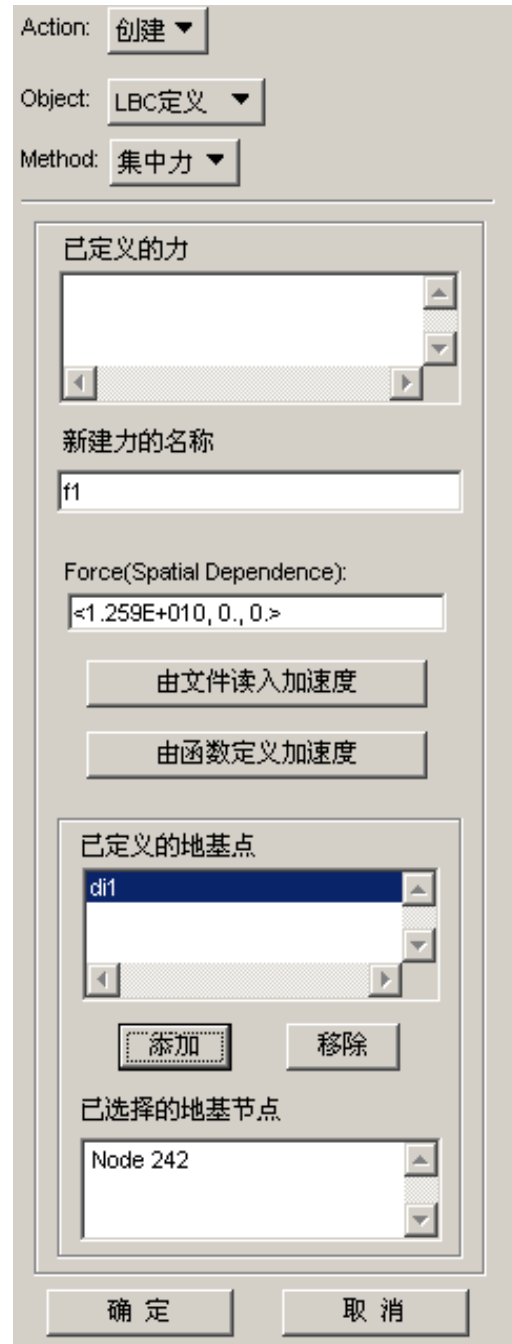 Action: 创建
Object: LBC定义
Method: 集中力
已定义的力
新建力的名称
f1
Force(Spatial Dependence):
<1.259E+010, 0., 0.>
由文件读入加速度
由函数定义加速度
已定义的地基点
di1
添加 移除
已选择的地基节点
Node 242
确 定 取 消